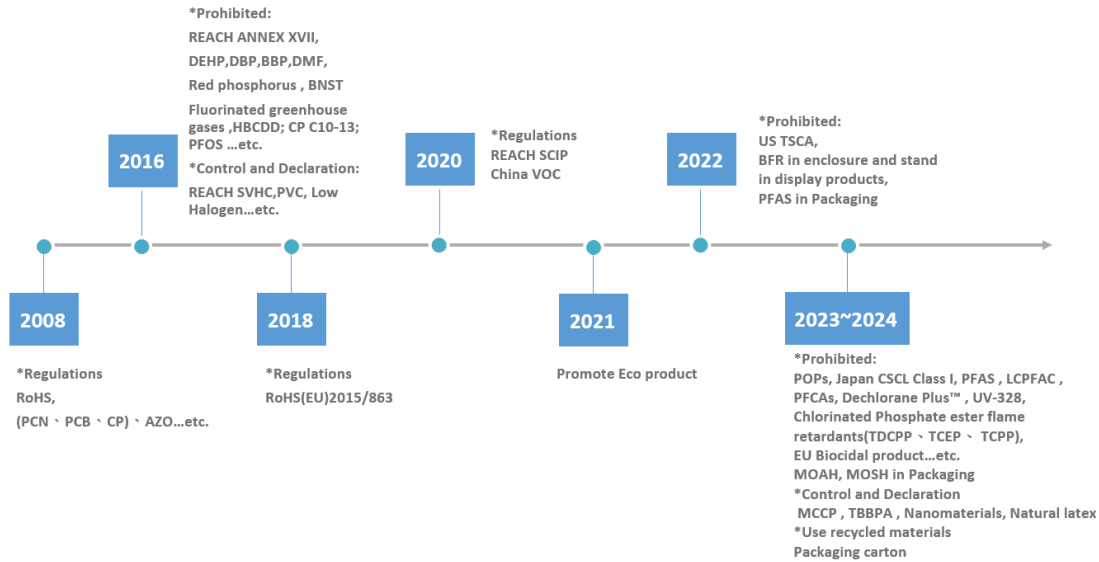 2008
*Regulations
RoHS,
(PCN、PCB、CP)、AZO…etc.
2016
*Prohibited:
REACH ANNEX XVII,
DEHP,DBP,BBP,DMF,
Red phosphorus , BNST
Fluorinated greenhouse
gases ,HBCDD; CP C10-13;
PFOS …etc.
*Control and Declaration:
REACH SVHC,PVC, Low
Halogen…etc.
2018
*Regulations
RoHS(EU)2015/863
2020
*Regulations
REACH SCIP
China VOC
2021
Promote Eco product
2022
*Prohibited:
US TSCA,
BFR in enclosure and stand
in display products,
PFAS in Packaging
2023~2024
*Prohibited:
POPs, Japan CSCL Class I, PFAS , LCPFAC ,
PFCAs, Dechlorane Plus™ , UV-328,
Chlorinated Phosphate ester flame
retardants(TDCPP、TCEP、 TCPP),
EU Biocidal product…etc.
MOAH, MOSH in Packaging
*Control and Declaration
MCCP , TBBPA , Nanomaterials, Natural latex
*Use recycled materials
Packaging carton